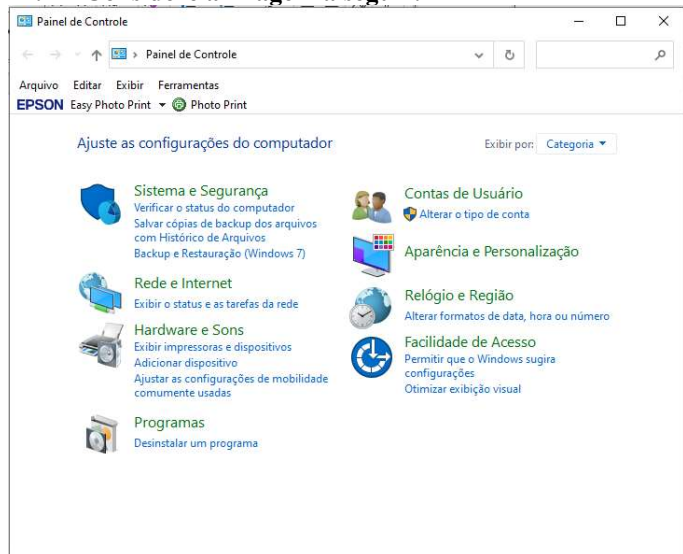 Painel de Controle
Painel de Controle
Arquivo Editar Exibir Ferramentas
EPSON Easy Photo Print Photo Print
Ajuste as configurações do computador
Exibir por: Categoria
Sistema e Segurança
Verificar o status do computador
Salvar cópias de backup dos arquivos
com Histórico de Arquivos
Backup e Restauração (Windows 7)
Rede e Internet
Exibir o status e as tarefas da rede
Hardware e Sons
Exibir impressoras e dispositivos
Adicionar dispositivo
Ajustar as configurações de mobilidade
comumente usadas
Programas
Desinstalar um programa
Contas de Usuário
Alterar o tipo de conta
Aparência e Personalização
Relógio e Região
Alterar formatos de data, hora ou número
Facilidade de Acesso
Permitir que o Windows sugira
configurações
Otimizar exibição visual